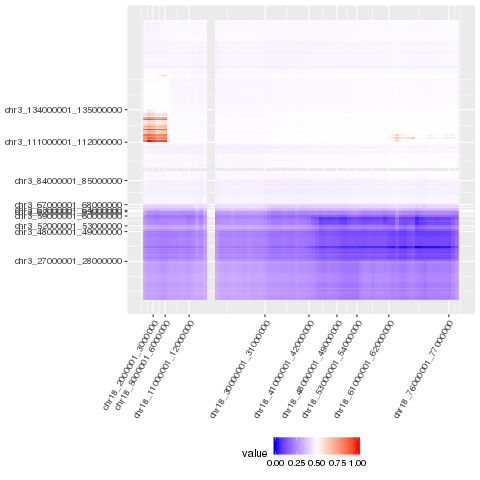 chr3_134000001_135000000
chr3_111000001_112000000
chr3_84000001_85000000
chr3_67000001_68000000
chr3_52000001_53000000
chr3_48000001_49000000
chr3_27000001_28000000
chr18_2000001_3000000
chr18_5000001_6000000
chr18_11000001_12000000
chr18_30000001_31000000
chr18_41000001_42000000
chr18_48000001_49000000
chr18_53000001_54000000
chr18_61000001_62000000
chr18_76000001_77000000
value
0.00 0.25 0.50 0.75 1.00